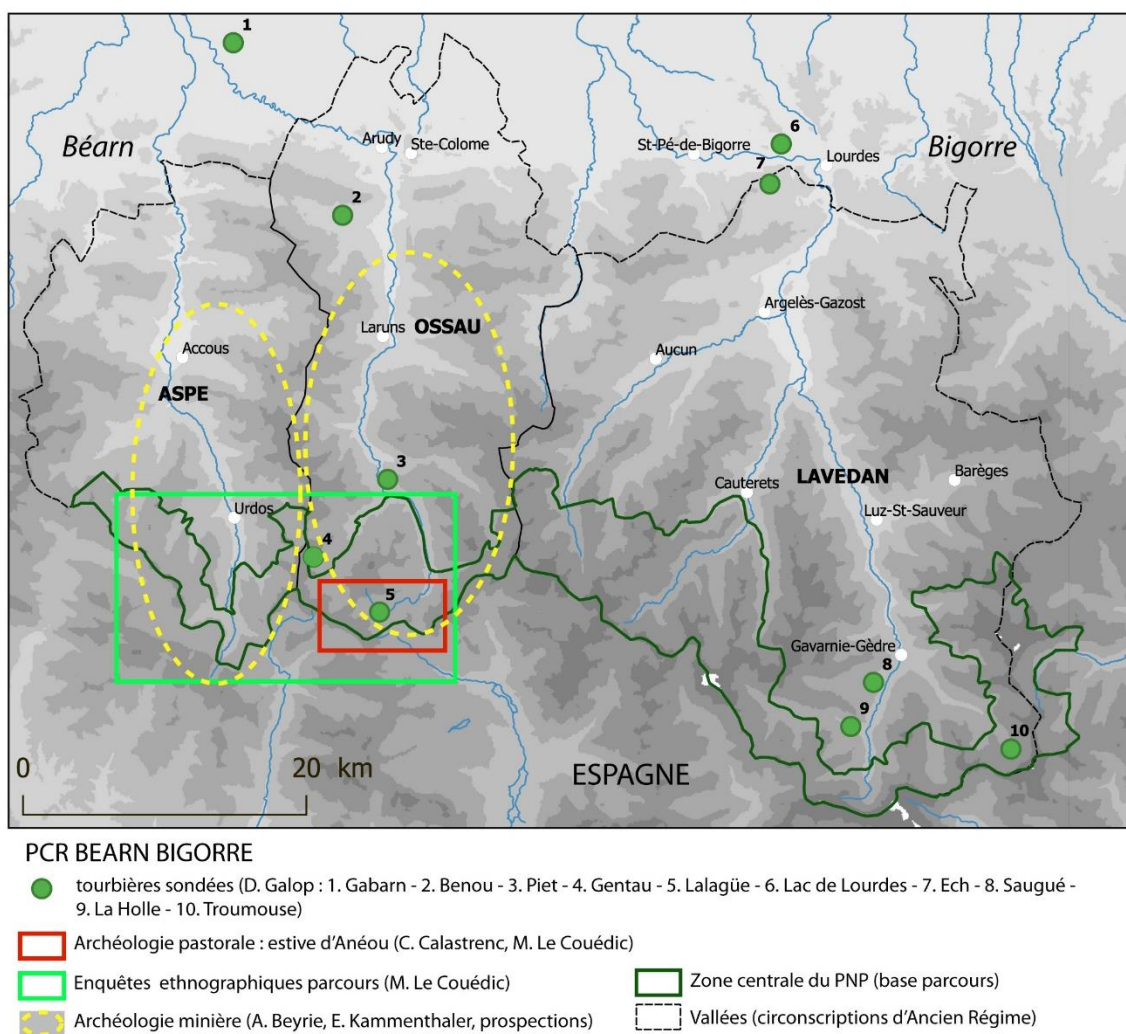 1
Béarn
Arudy
Ste-Colome
St-Pé-de-Bigorre
6
Lourdes
Bigorre
7
2
Argelès-Gazost
Laruns
OSSAU
Aucun
Accous
ASPE
3
Cauterets
LAVEDAN
Barèges
Urdos
Luz-St-Sauveur
4
5
Gavarnie-Gèdre
8
9
10
0
20 km
ESPAGNE
PCR BEARN BIGORRE
tourbières sondées (D. Galop : 1. Gabarn - 2. Benou - 3. Piet - 4. Gentau - 5. Lalagüe - 6. Lac de Lourdes - 7. Ech - 8. Saugué -
9. La Holle - 10. Troumouse)
Archéologie pastorale : estive d'Anéou (C. Calastrenc, M. Le Couédic)
Enquêtes ethnographiques parcours (M. Le Couédic)
Zone centrale du PNP (base parcours)
Archéologie minière (A. Beyrie, E. Kammenthaler, prospections)
Vallées (circonscriptions d'Ancien Régime)